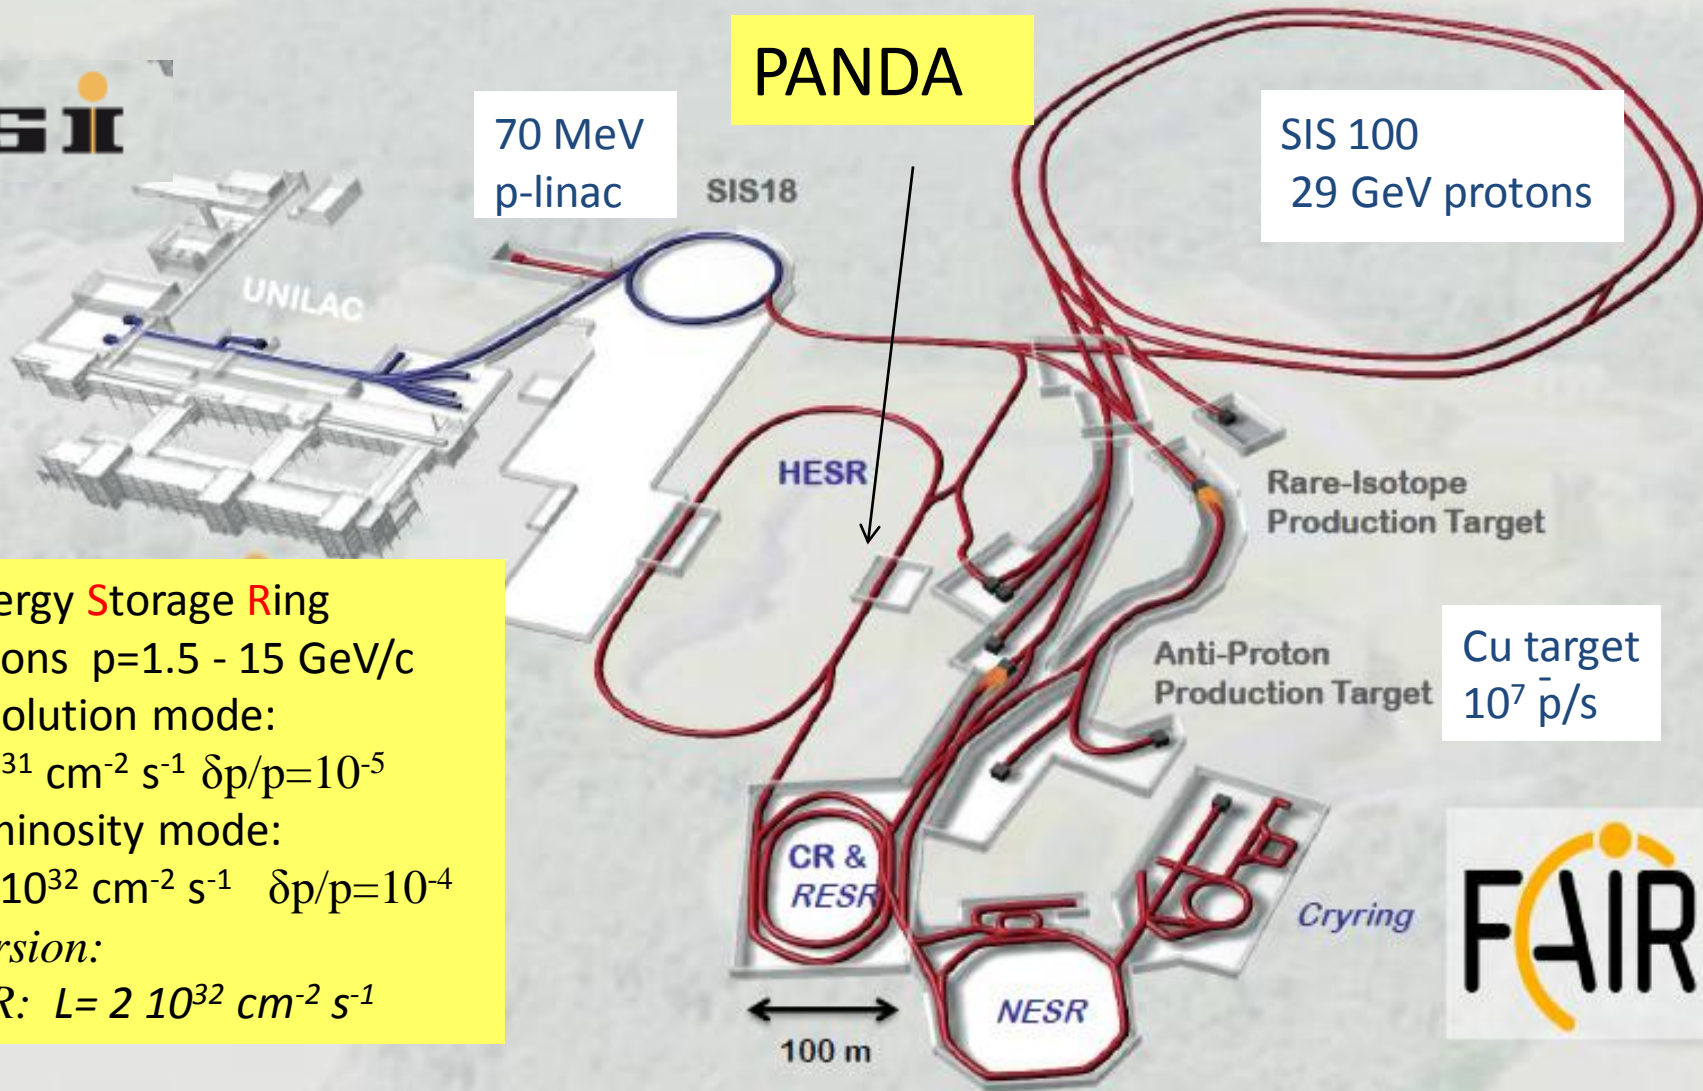 PANDA
70 MeV
p-linac
SIS 100
29 GeV protons
SIS18
UNILAC
HESR
Rare-Isotope
Production Target
ergy Storage Ring
ons p=1.5 - 15 GeV/c
olution mode:
31 cm-2 s-1 δp/p=10-5
minosity mode:
10³² cm-2 s-1 δp/p=10-4
rsion:
R: L= 2 10³² cm-2 s-1
Anti-Proton
Production Target
Cu target
10⁷ p̄/s
CR &
RESR
Cryring
NESR
100 m
FAIR